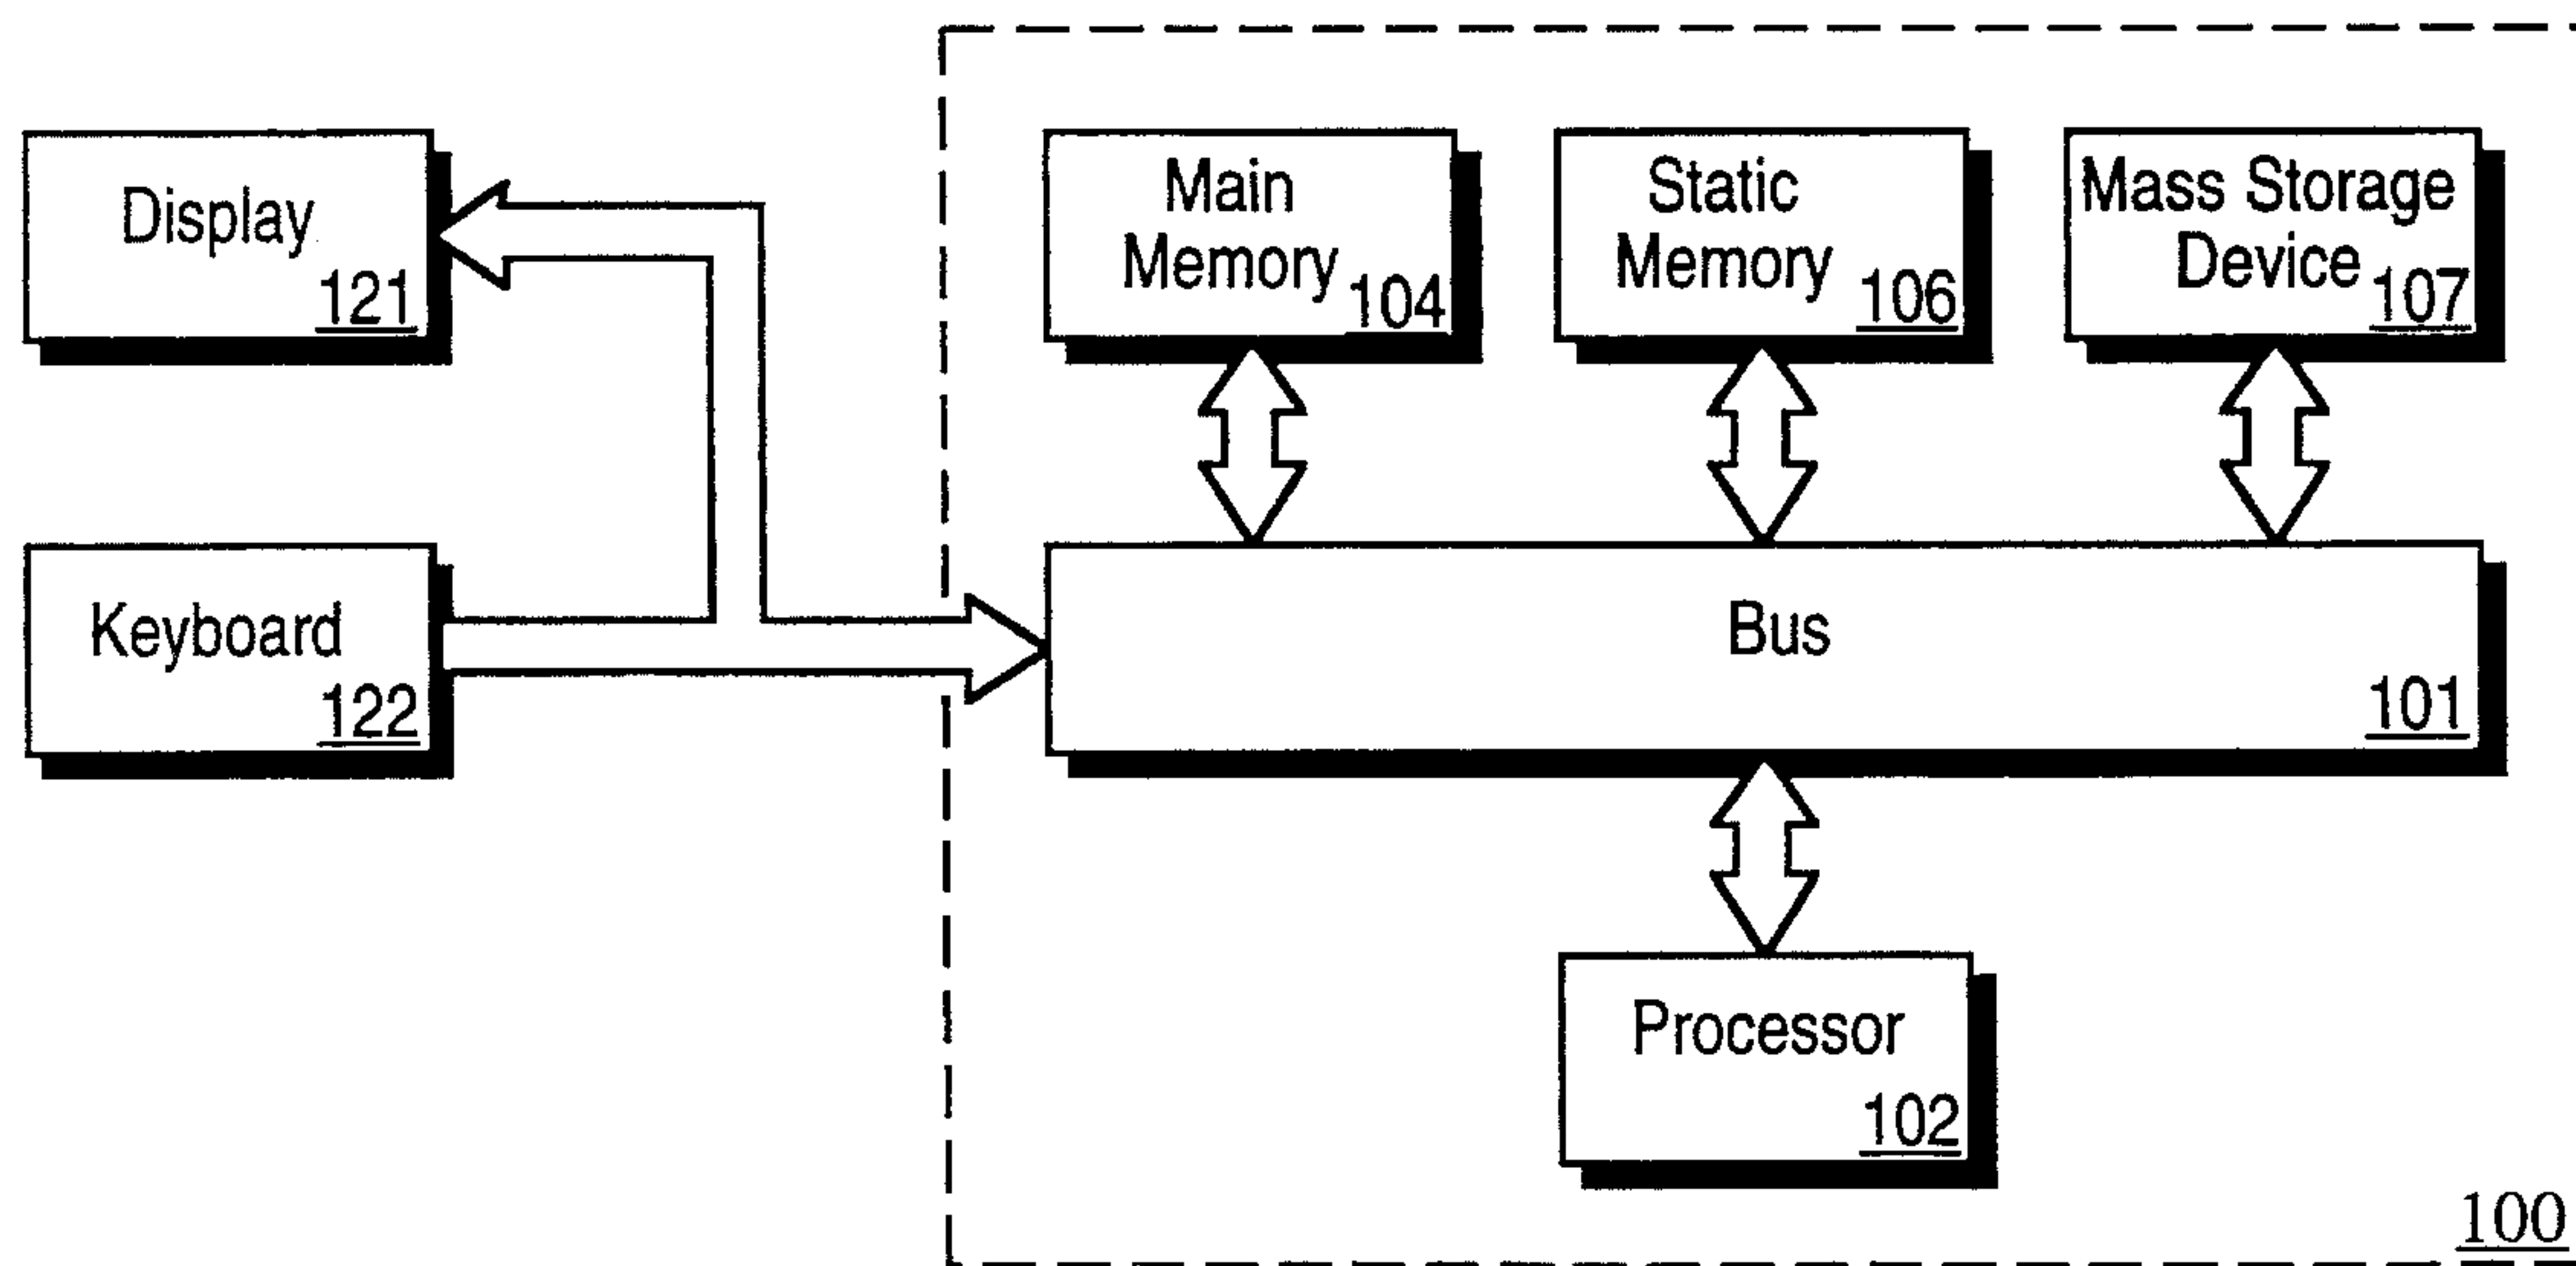 Display
121
Main
Memory
104
Static
Memory
106
Mass Storage
Device
107
Keyboard
122
Bus
101
Processor
102
100